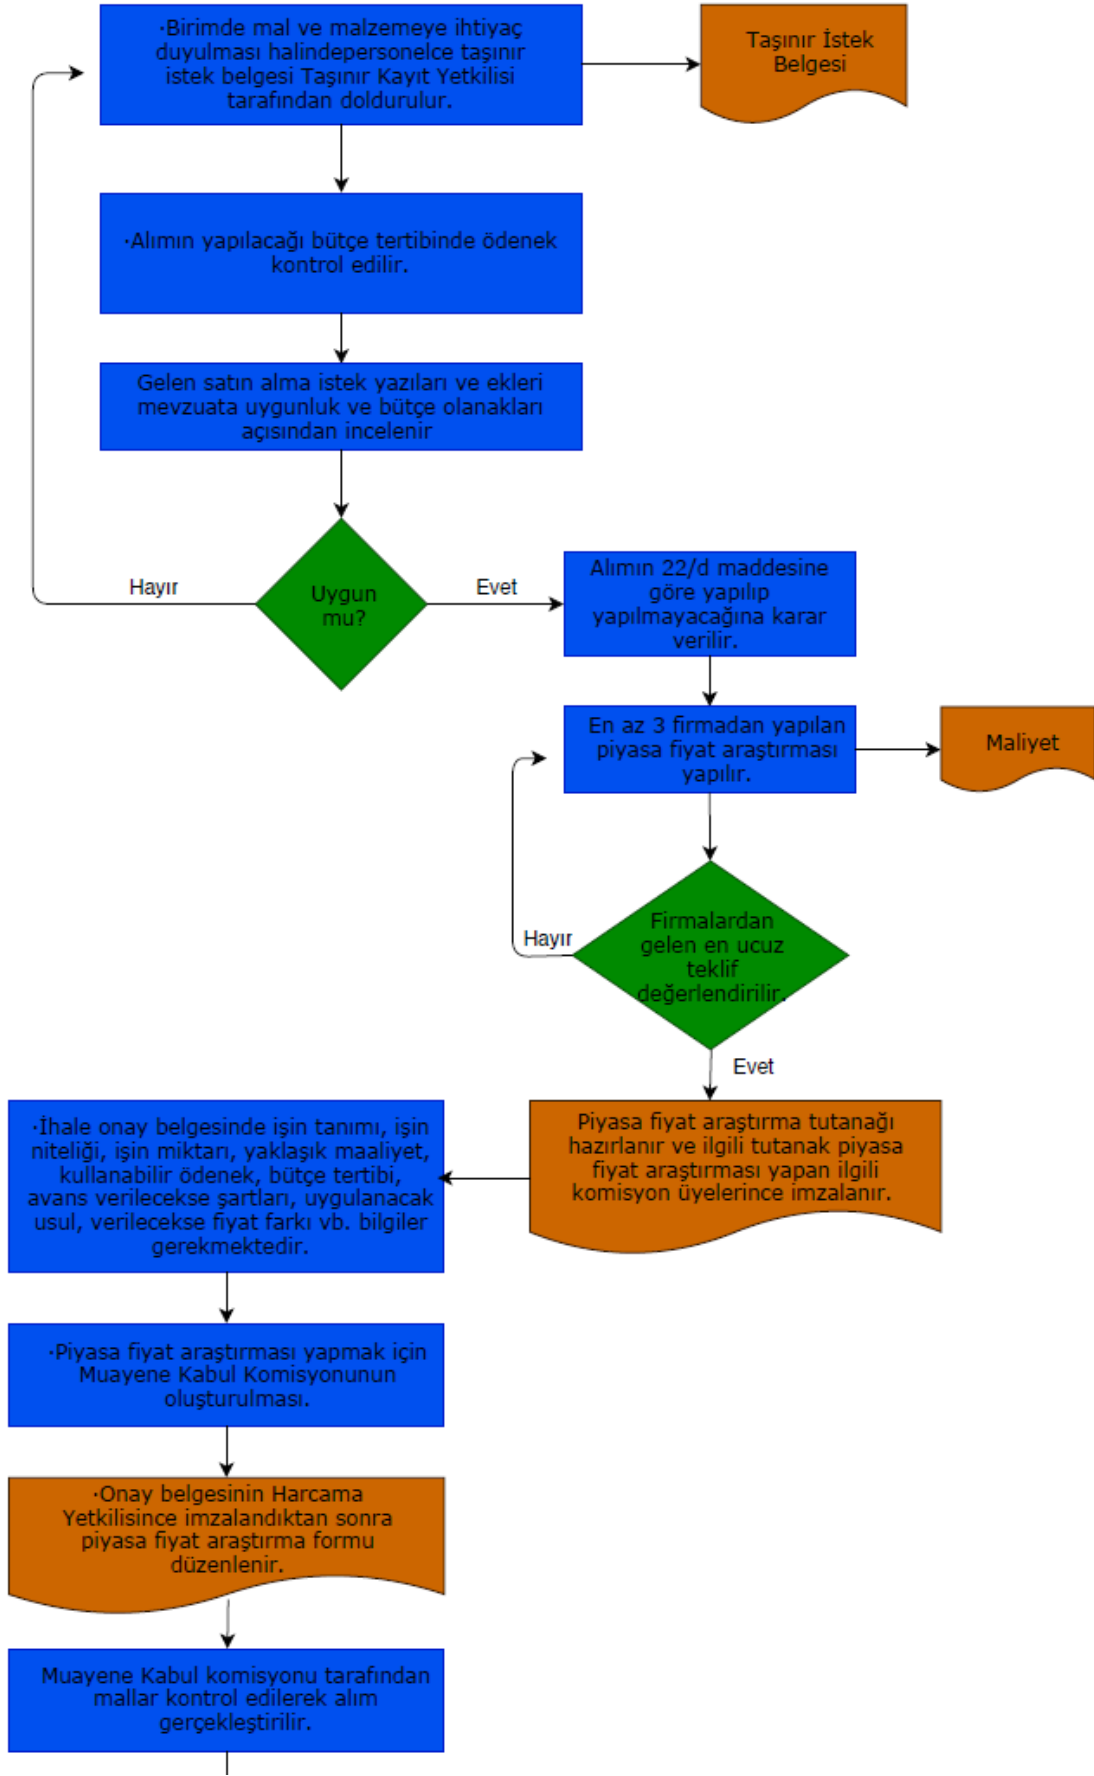 ·Birimde mal ve malzemeye ihtiyaç
duyulması halindepersonelce taşınır
istek belgesi Taşınır Kayıt Yetkilisi
tarafından doldurulur.
Taşınır İstek
Belgesi
·Alımın yapılacağı bütçe tertibinde ödenek
kontrol edilir.
Gelen satın alma istek yazıları ve ekleri
mevzuata uygunluk ve bütçe olanakları
açısından incelenir
Uygun
mu?
Hayır
Evet
Alımın 22/d maddesine
göre yapılıp
yapılmayacağına karar
verilir.
En az 3 firmadan yapılan
piyasa fiyat araştırması
yapılır.
Maliyet
Firmalardan
gelen en ucuz
teklif
değerlendirilir.
Hayır
Evet
Piyasa fiyat araştırma tutanağı
hazırlanır ve ilgili tutanak piyasa
fiyat araştırması yapan ilgili
komisyon üyelerince imzalanır.
·İhale onay belgesinde işin tanımı, işin
niteliği, işin miktarı, yaklaşık maaliyet,
kullanabilir ödenek, bütçe tertibi,
avans verilecekse şartları, uygulanacak
usul, verilecekse fiyat farkı vb. bilgiler
gerekmektedir.
·Piyasa fiyat araştırması yapmak için
Muayene Kabul Komisyonunun
oluşturulması.
·Onay belgesinin Harcama
Yetkilisince imzalandıktan sonra
piyasa fiyat araştırma formu
düzenlenir.
Muayene Kabul komisyonu tarafından
mallar kontrol edilerek alım
gerçekleştirilir.